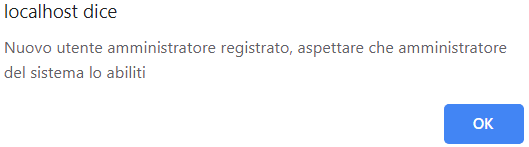 localhost dice
Nuovo utente amministratore registrato, aspettare che amministratore
del sistema lo abiliti
OK